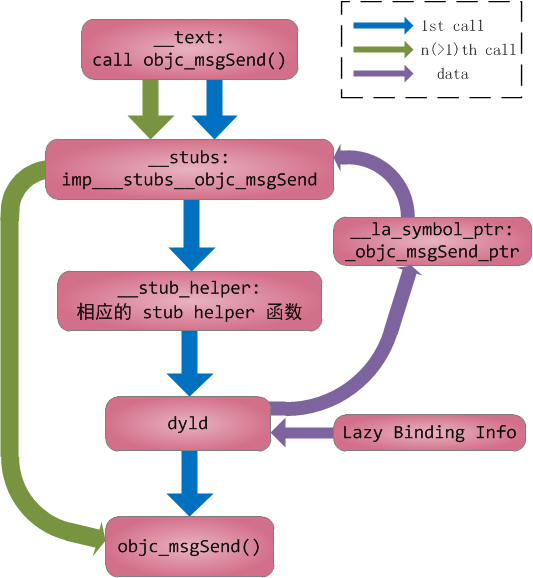 __text:
call objc_msgSend()
1st call
n(>1)th call
data
__stubs:
imp___stubs__objc_msgSend
__la_symbol_ptr:
_objc_msgSend_ptr
__stub_helper:
相应的 stub helper 函数
dyld
Lazy Binding Info
objc_msgSend()